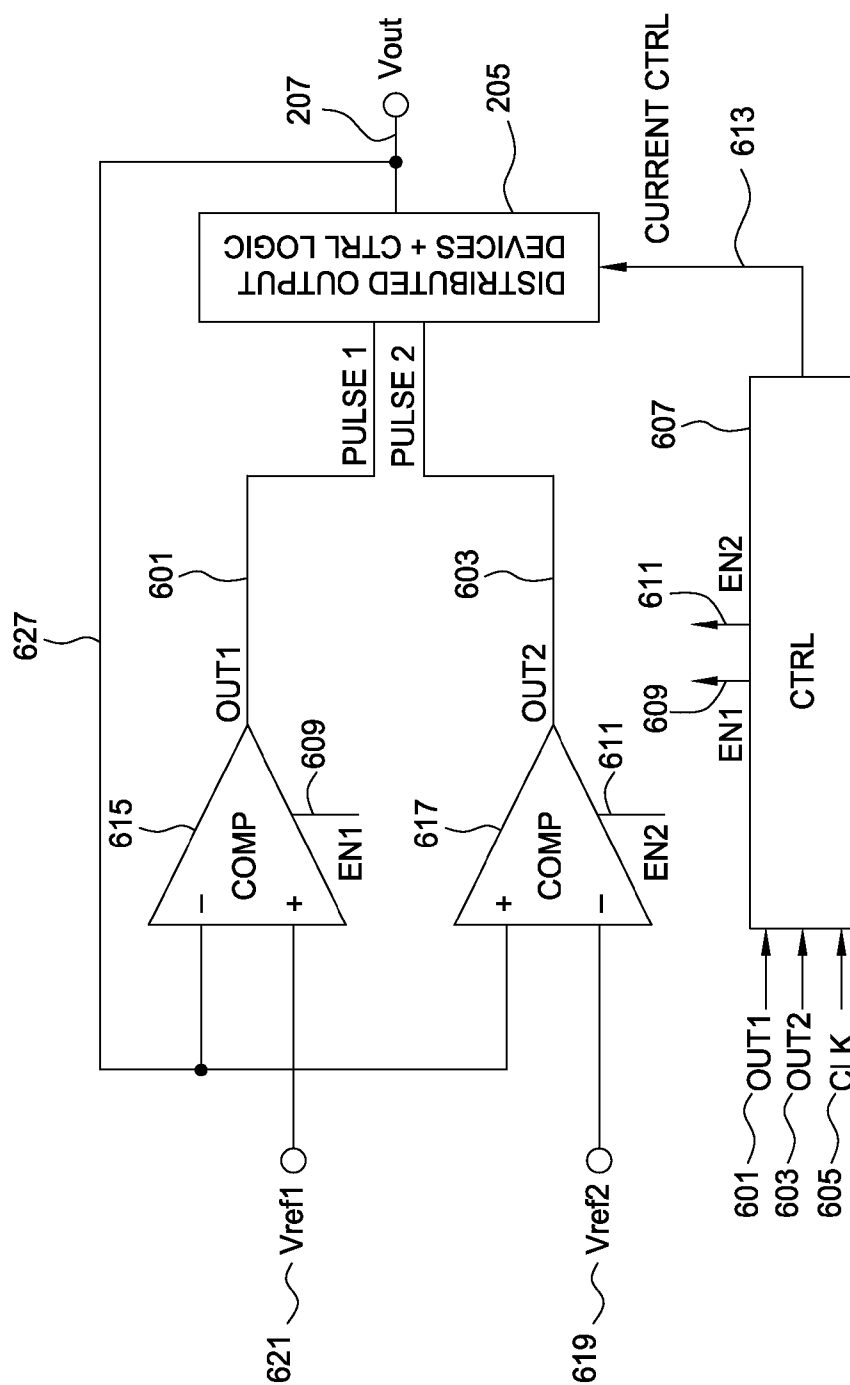 627
601
OUT1
615
COMP
−
+
609
EN1
Vref1
621
PULSE 1
PULSE 2
DISTRIBUTED OUTPUT
DEVICES + CTRL LOGIC
207
Vout
205
603
OUT2
617
COMP
+
−
611
EN2
Vref2
619
CURRENT CTRL
613
607
609
611
EN1
EN2
CTRL
601 OUT1
603 OUT2
605 CLK